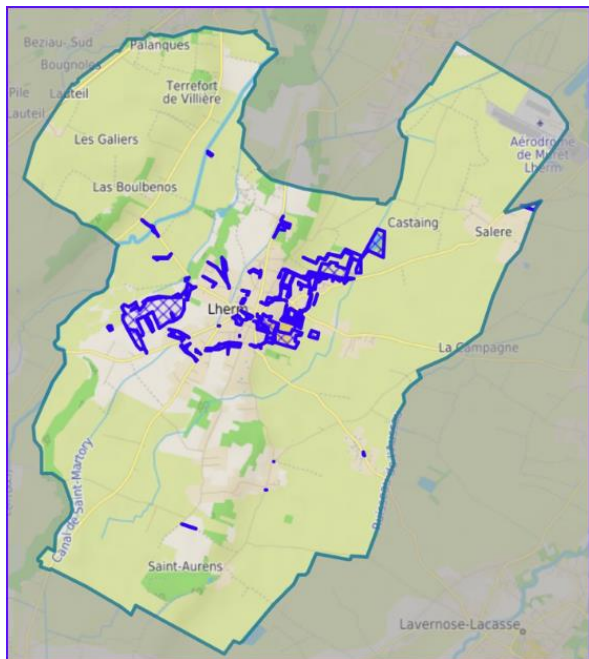 Beziau- Sud
Palanques
Bougnoles
Pile
Lauteil
Lauteil
Terrefort
de Villière
Les Galiers
Las Boulbenos
Aérodrome
de Muret
Lherm
Castaing
Salere
Lherm
La Campagne
Canal de Saint-Martory
Saint-Aurens
Lavernose-Lacasse